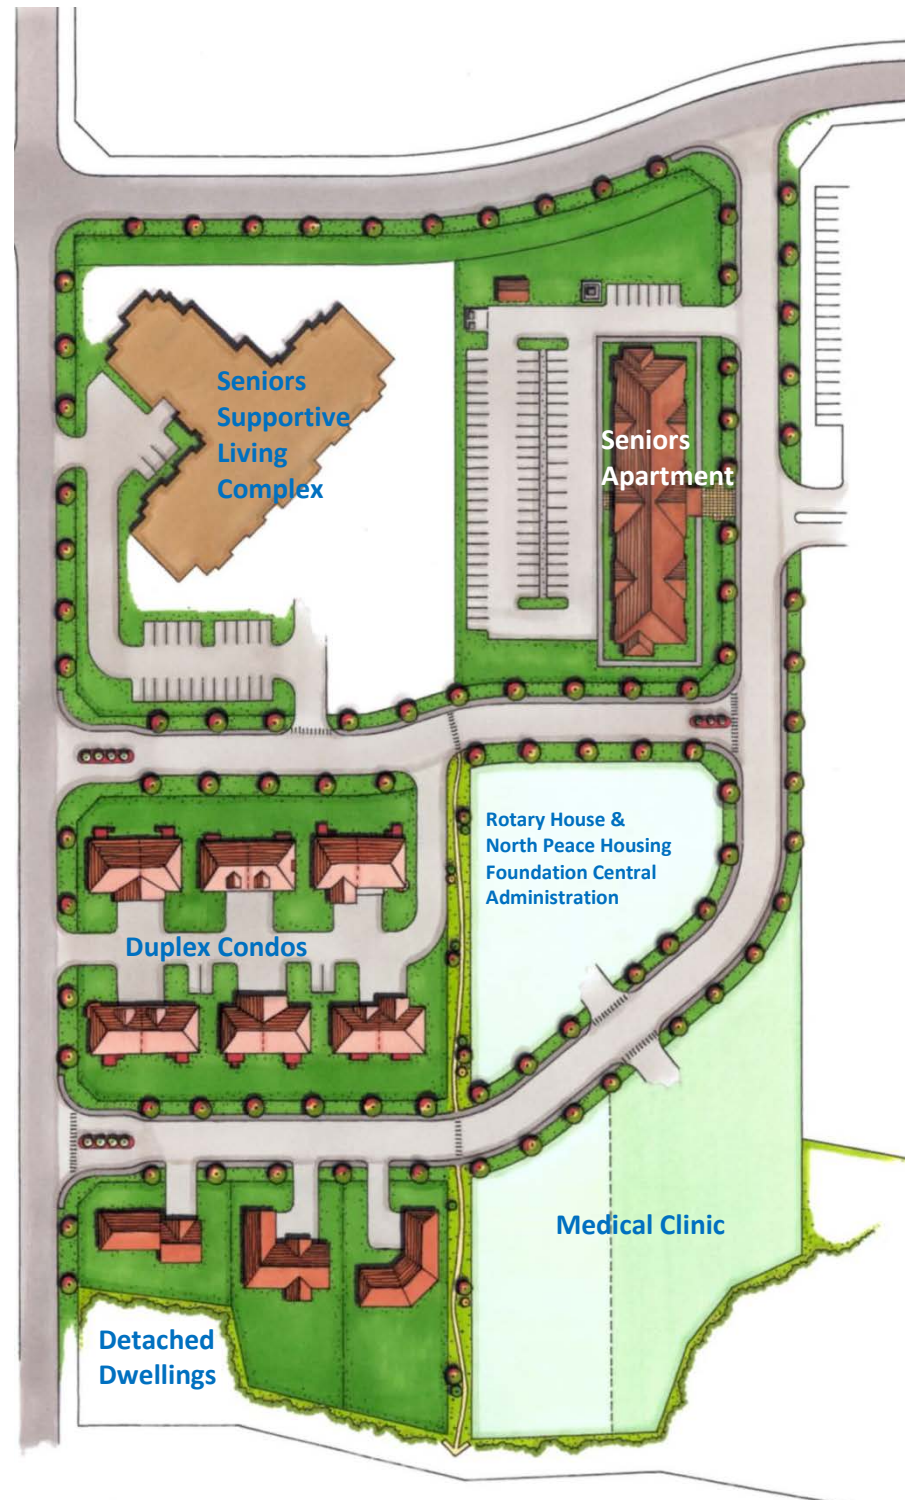 Seniors
Supportive
Living
Complex
Seniors
Apartment
Rotary House &
North Peace Housing
Foundation Central
Administration
Duplex Condos
Medical Clinic
Detached
Dwellings